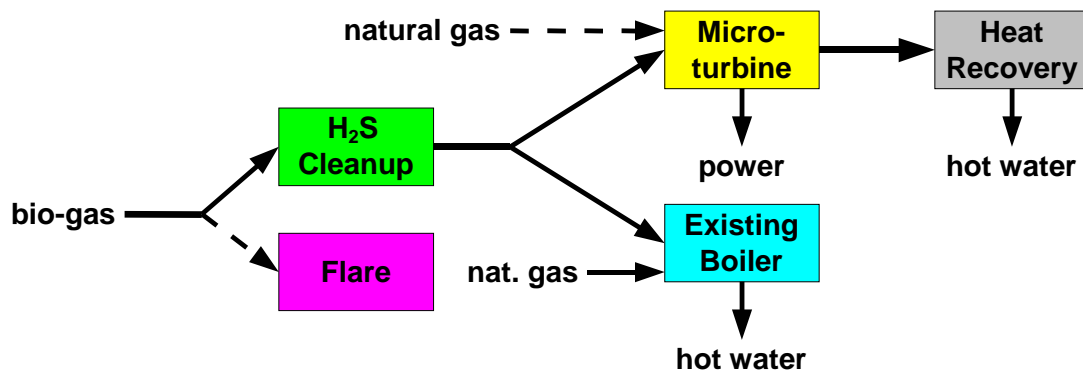 natural gas
Micro-
turbine
Heat
Recovery
H₂S
Cleanup
power
hot water
bio-gas
Flare
Existing
Boiler
nat. gas
hot water